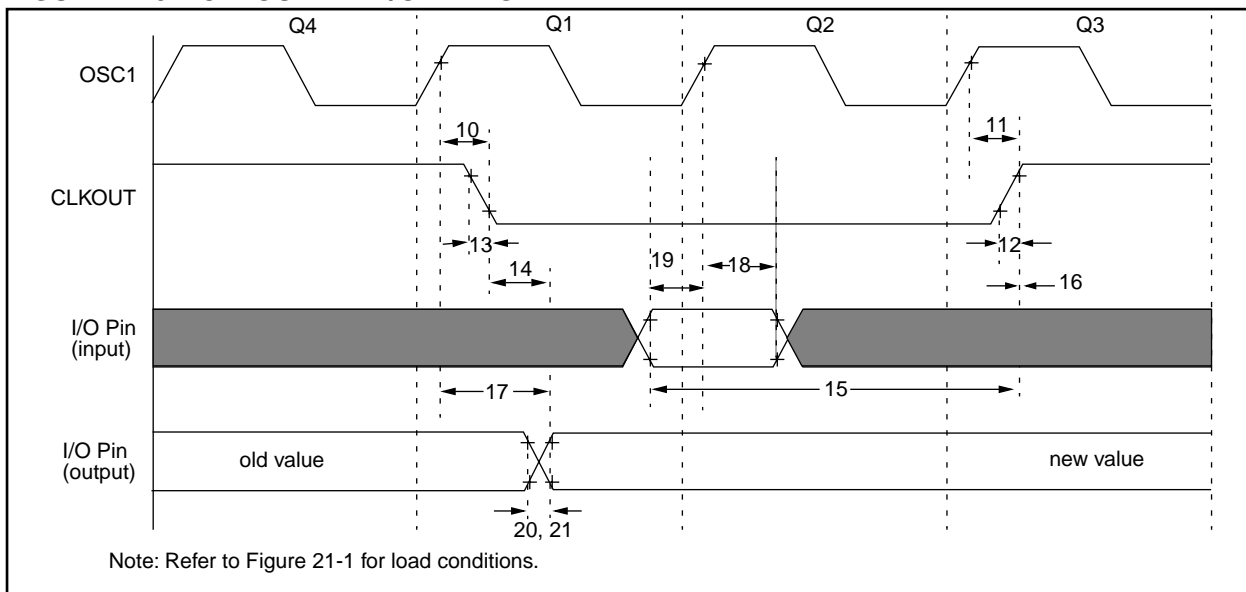 Q4 Q1 Q2 Q3
OSC1
10
11
CLKOUT
13
12
14
19
18
16
I/O Pin
(input)
17
15
I/O Pin
(output)
old value
new value
20, 21
Note: Refer to Figure 21-1 for load conditions.